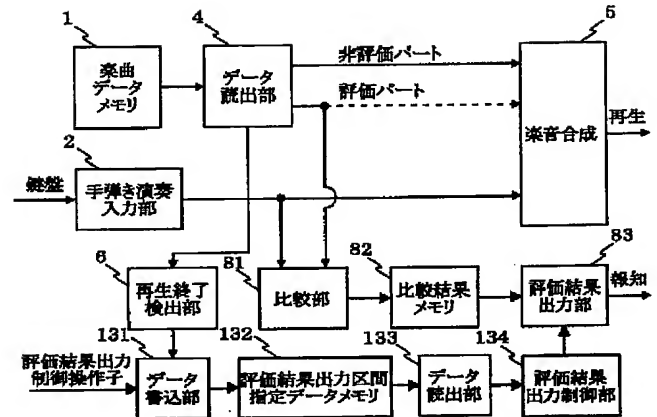 1
楽曲
データ
メモリ
4
データ
読出部
非評価パート
評価パート
5
楽音合成
再生
鍵盤
2
手弾き演奏
入力部
6
再生終了
検出部
81
比較部
82
比較結果
メモリ
83
評価結果
出力部
報知
評価結果出力
制御操作子
131
データ
書込部
132
評価結果出力区間
指定データメモリ
133
データ
読出部
134
評価結果
出力制御部